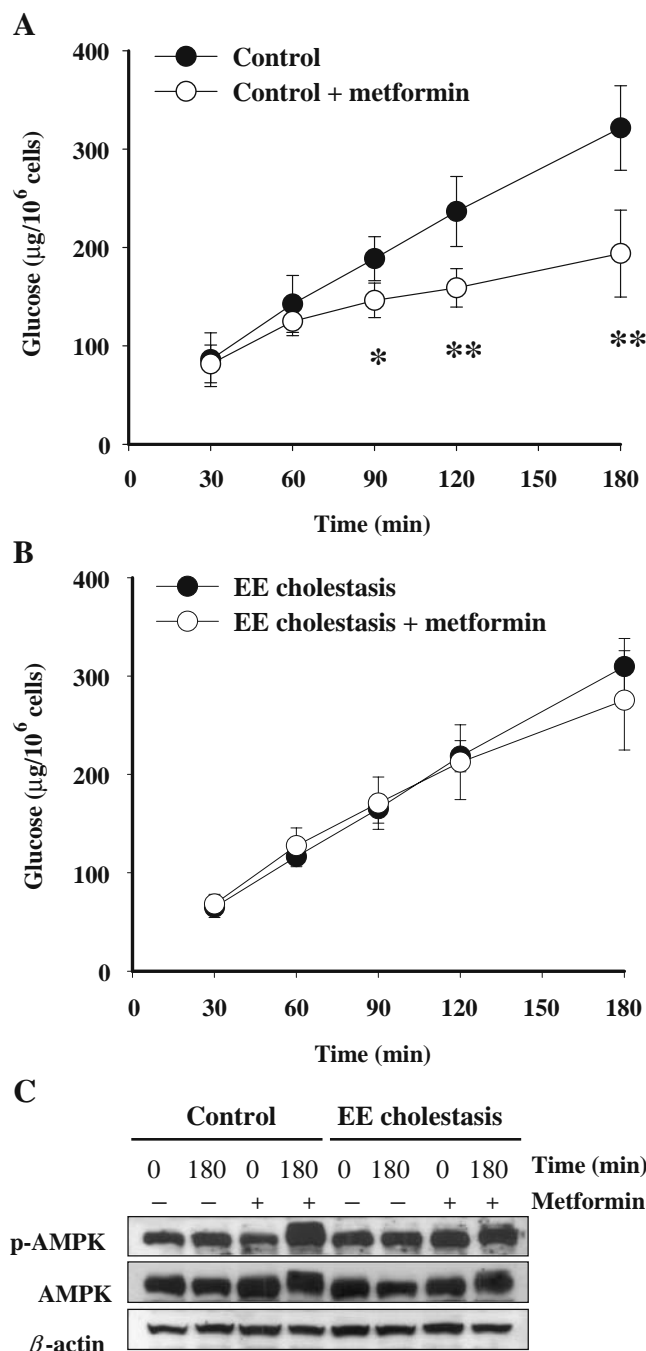 A
Control
Control + metformin
Glucose (µg/10⁶ cells)
400
300
200
100
0
* ** **
0 30 60 90 120 150 180
Time (min)
B
EE cholestasis
EE cholestasis + metformin
Glucose (µg/10⁶ cells)
400
300
200
100
0
0 30 60 90 120 150 180
Time (min)
C
Control EE cholestasis
0 180 0 180 0 180 0 180 Time (min)
− − + + − − + + Metformin
p-AMPK
AMPK
β-actin